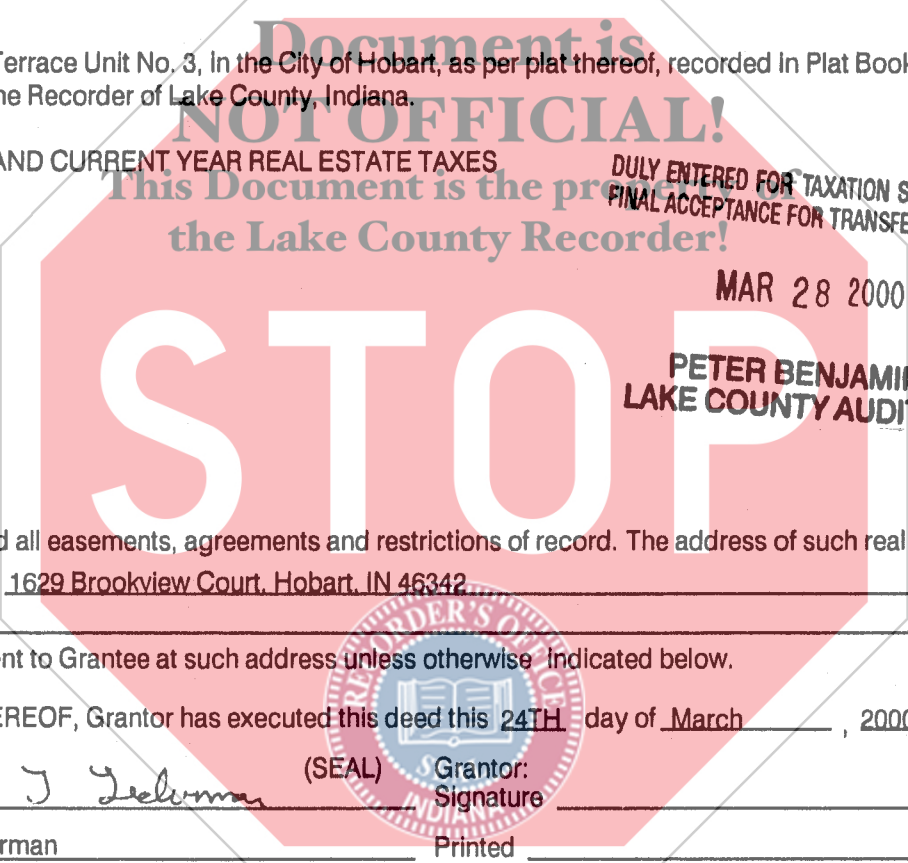 Document is
Terrace Unit No. 3, in the City of Hobart, as per plat thereof, recorded in Plat Book
the Recorder of Lake County, Indiana.
NOT OFFICIAL!
AND CURRENT YEAR REAL ESTATE TAXES
DULY ENTERED FOR TAXATION S
This Document is the property of
FINAL ACCEPTANCE FOR TRANSFE
the Lake County Recorder!
MAR 28 2000
STOP
PETER BENJAMI
LAKE COUNTY AUDI
d all easements, agreements and restrictions of record. The address of such real
1629 Brookview Court, Hobart, IN 46342
RECORDER'S OFFICE
nt to Grantee at such address unless otherwise indicated below.
EREOF, Grantor has executed this deed this 24TH day of March , 2000
(SEAL) Grantor:
Signature
SEAL
INDIANA
rman Printed